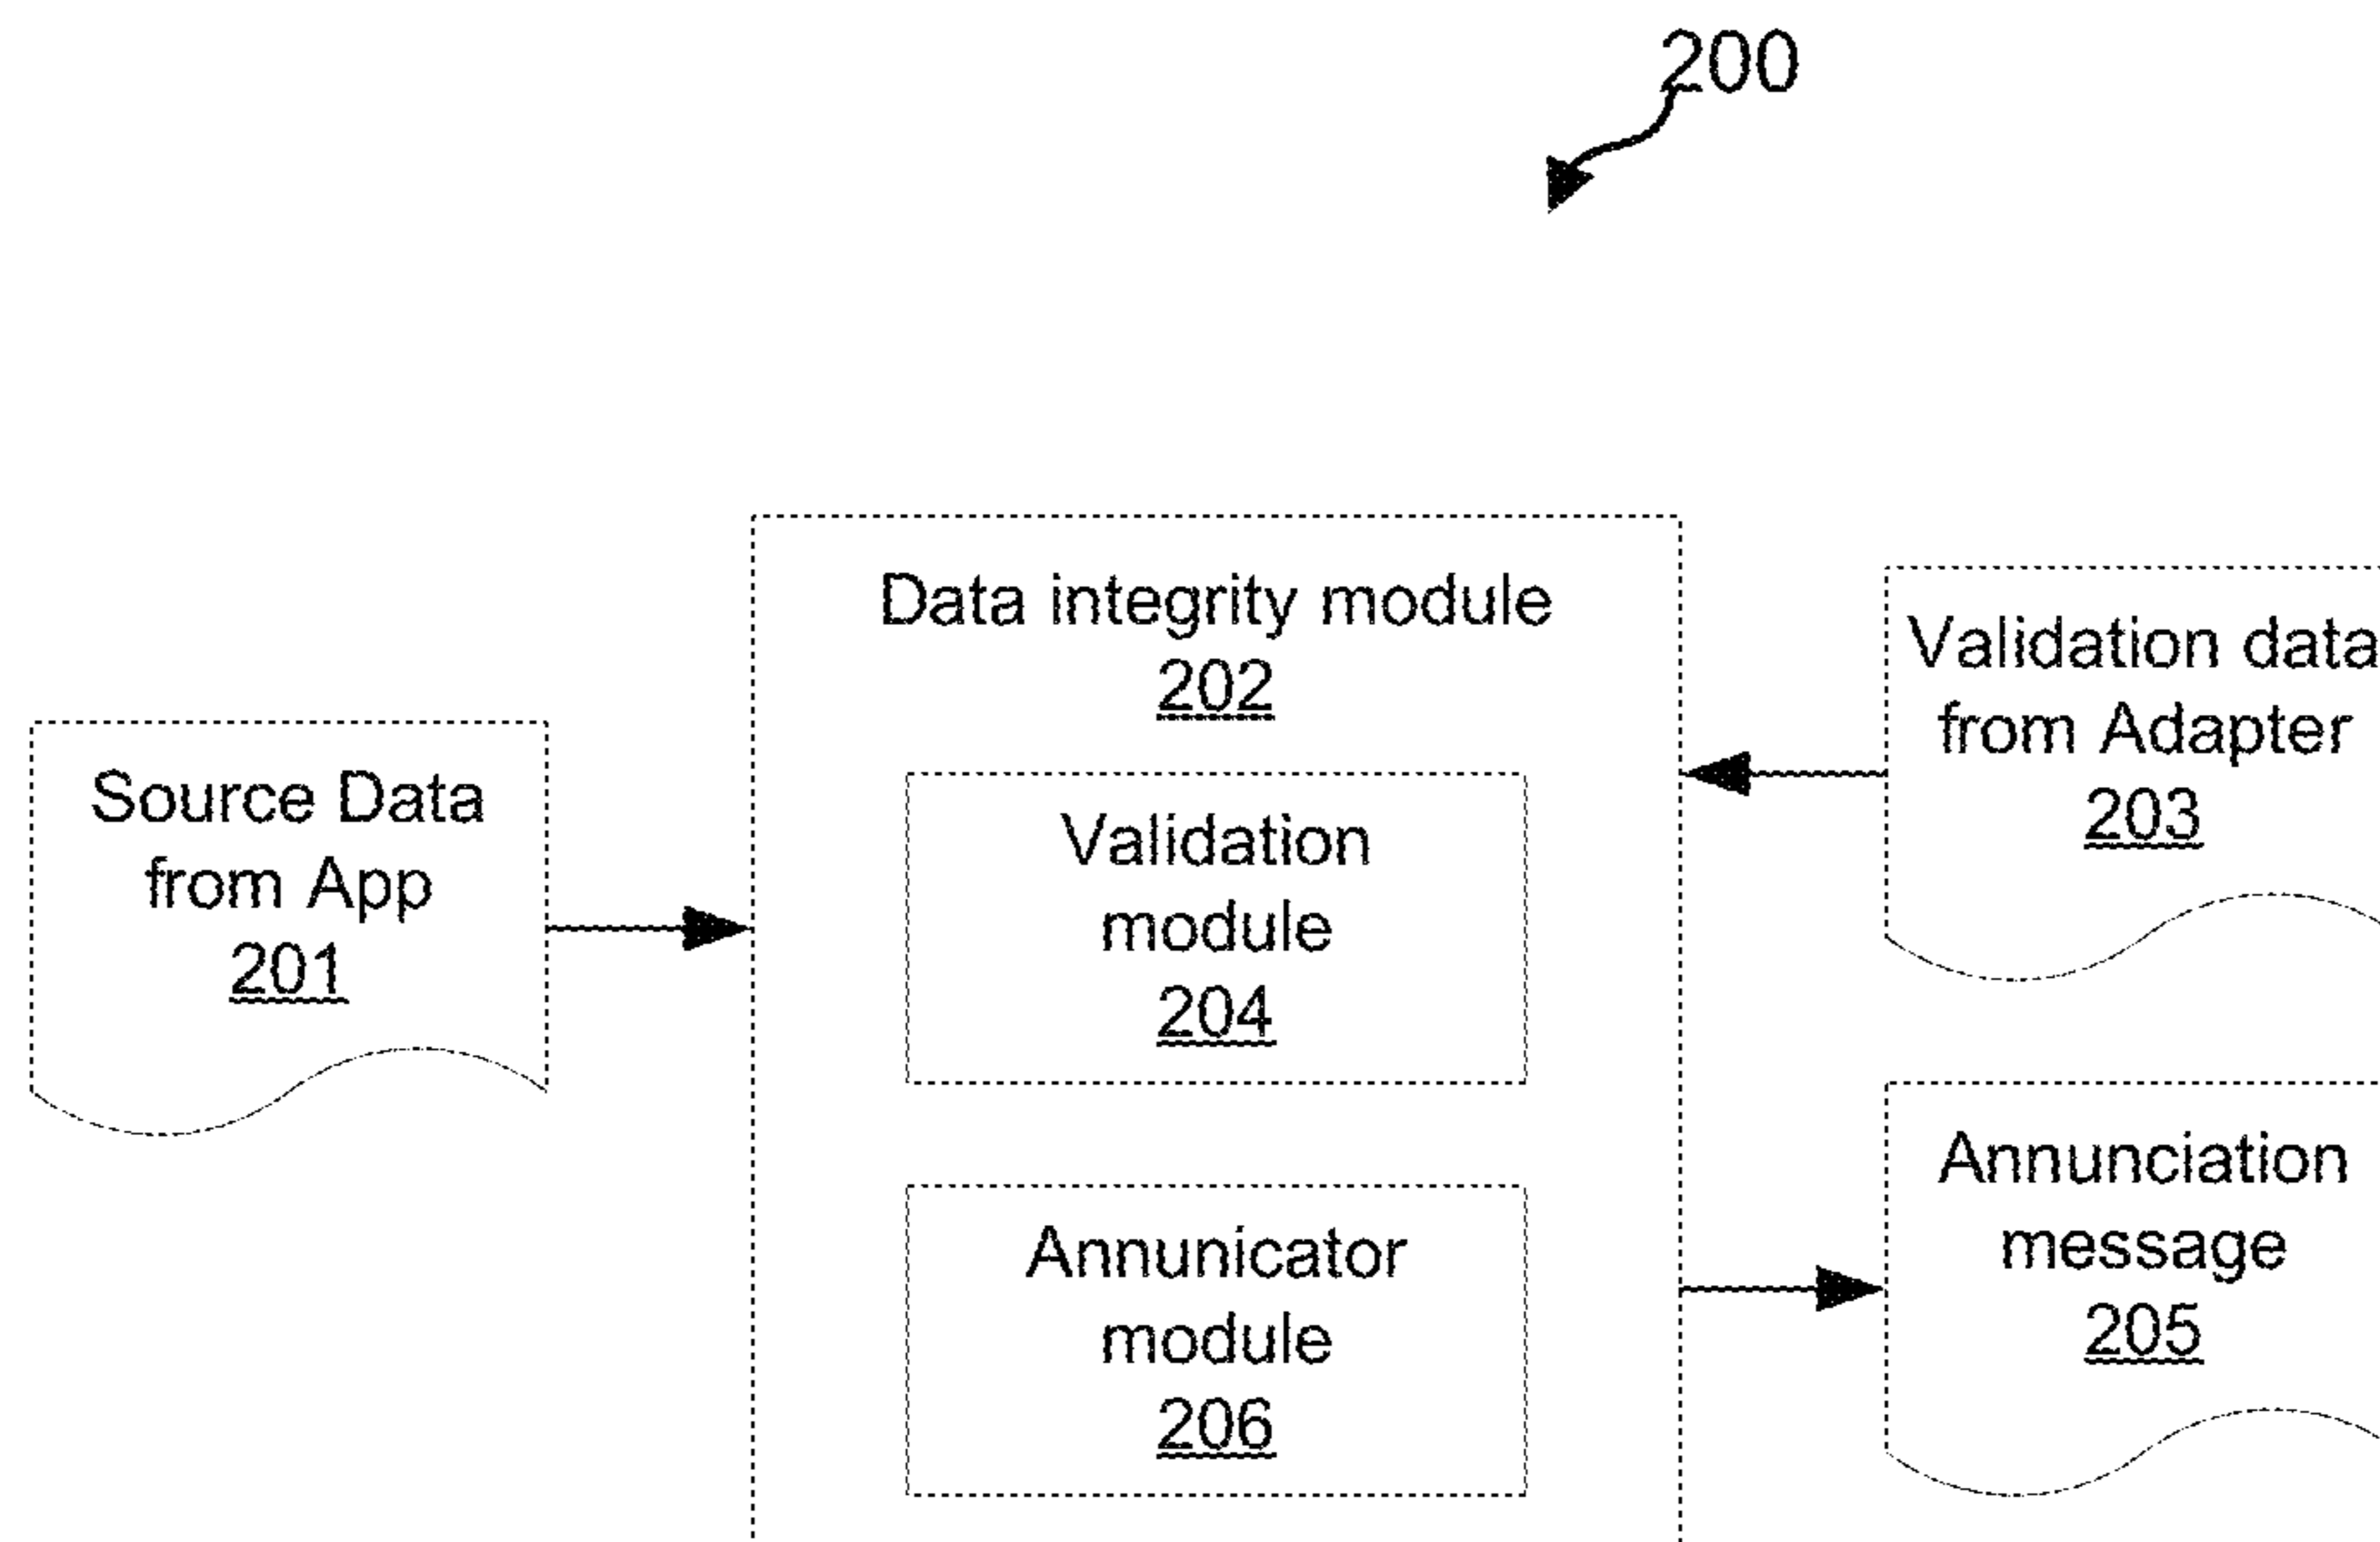 200
Data integrity module
202
Source Data
from App
201
Validation
module
204
Annunicator
module
206
Validation data
from Adapter
203
Annunciation
message
205